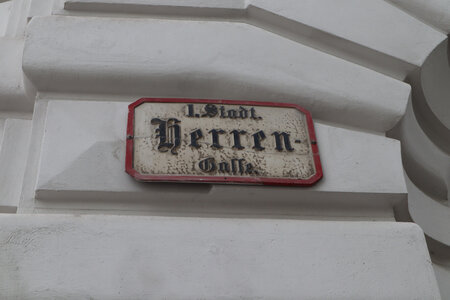 I. Stadt.
Herren-
Gasse.